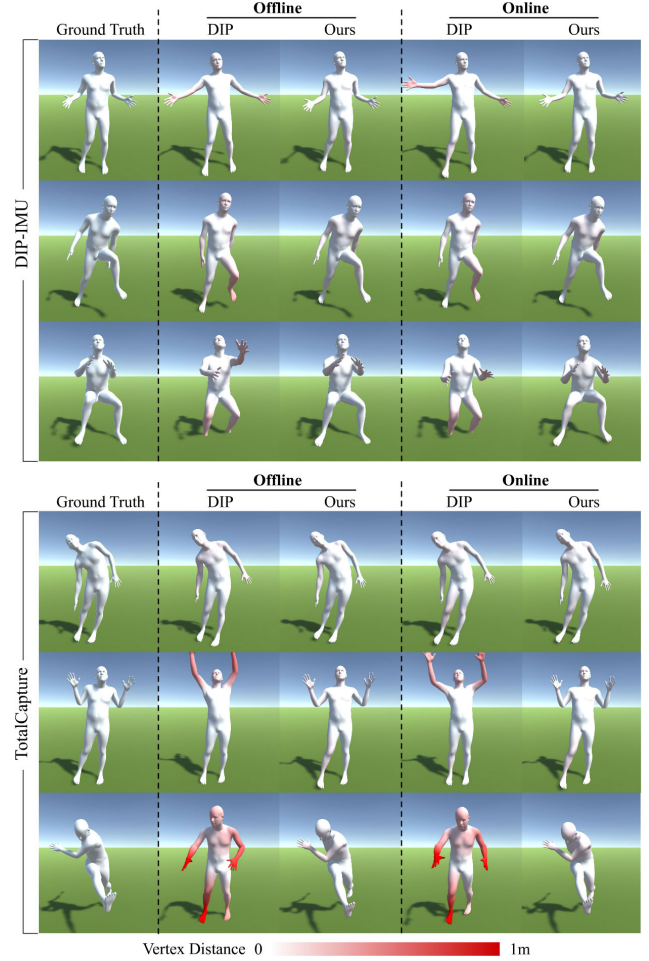 Offline Online
Ground Truth DIP Ours DIP Ours
DIP-IMU
Offline Online
Ground Truth DIP Ours DIP Ours
TotalCapture
Vertex Distance 0 1m